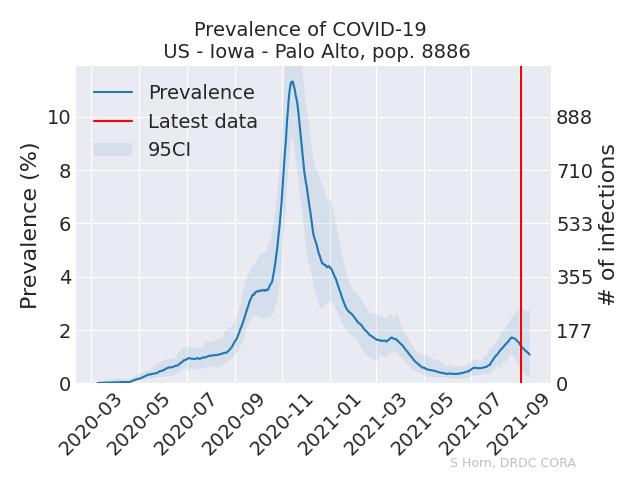 Prevalence of COVID-19
US - Iowa - Palo Alto, pop. 8886
Prevalence
Latest data
95CI
Prevalence (%)
10
8
6
4
2
0
888
710
533
355
177
0
# of infections
2020-03
2020-05
2020-07
2020-09
2020-11
2021-01
2021-03
2021-05
2021-07
2021-09
S Horn, DRDC CORA